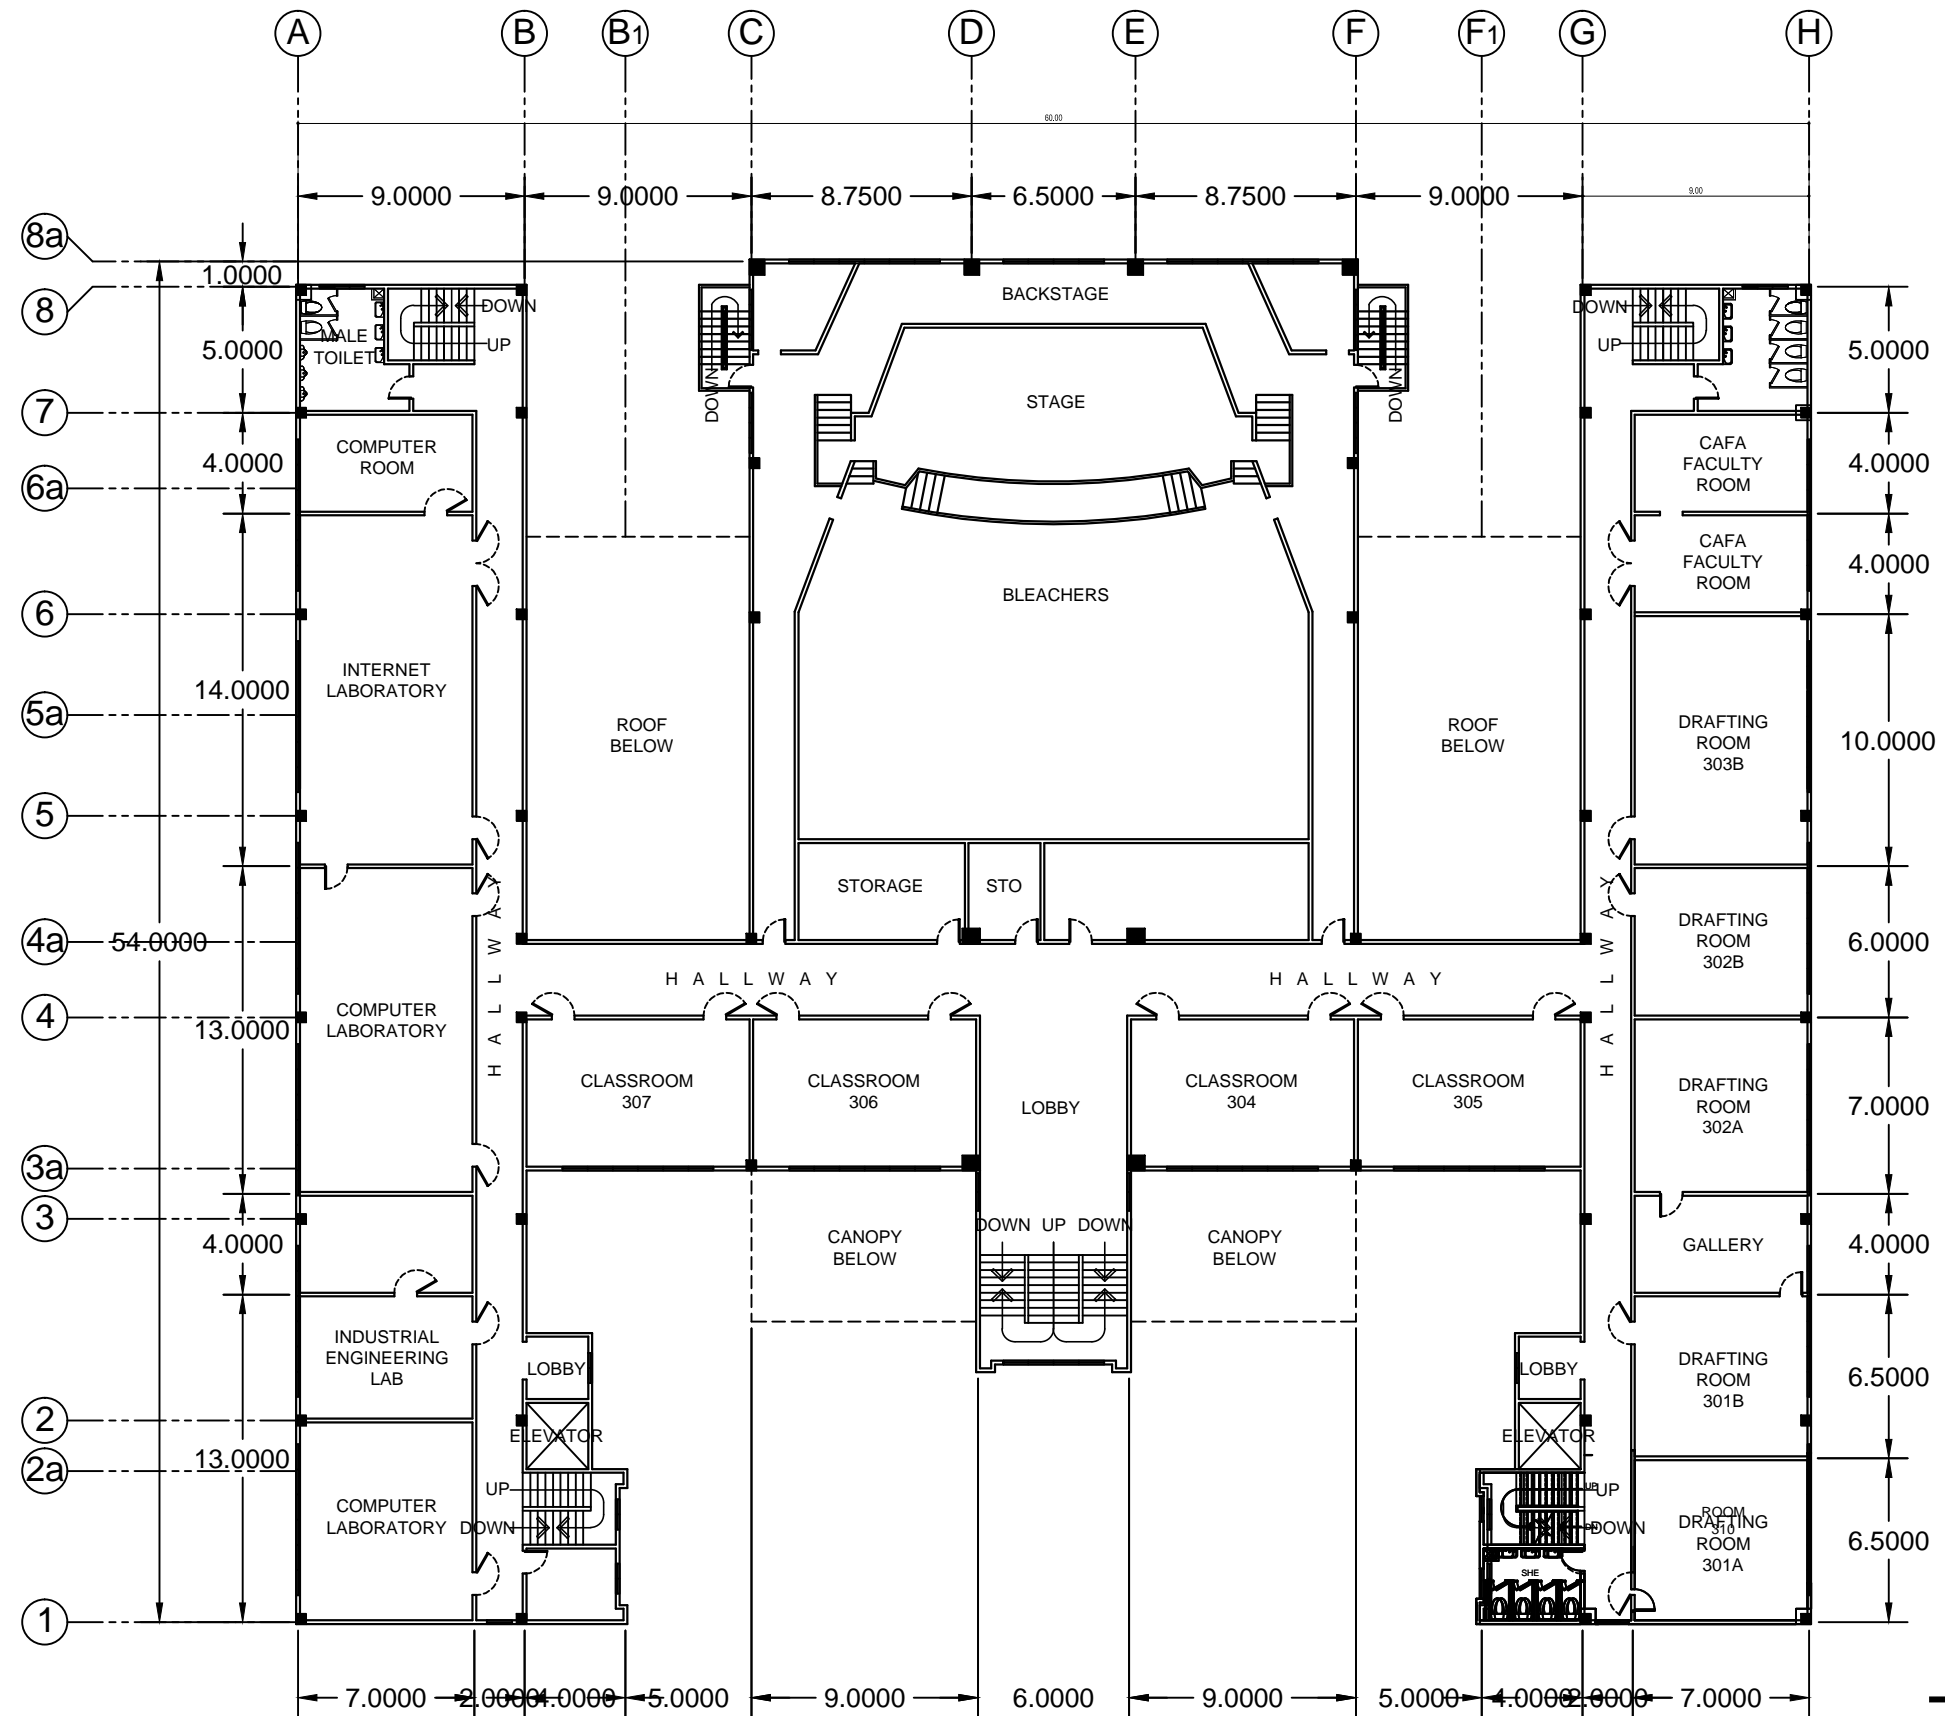 A B B1 C D E F F1 G H
60.00
9.0000 9.0000 8.7500 6.5000 8.7500 9.0000 9.00
8a
1.0000
8
BACKSTAGE
DOWN
DOWN
MALE
TOILET
UP
UP
5.0000
5.0000
DOWN
DOWN
STAGE
7
COMPUTER
ROOM
CAFA
FACULTY
ROOM
4.0000
4.0000
6a
CAFA
FACULTY
ROOM
4.0000
BLEACHERS
6
INTERNET
LABORATORY
14.0000
5a
ROOF
BELOW
ROOF
BELOW
DRAFTING
ROOM
303B
10.0000
5
STORAGE
STO
HALLWAY
HALLWAY
4a
54.0000
DRAFTING
ROOM
302B
6.0000
HALLWAY
HALLWAY
4
COMPUTER
LABORATORY
13.0000
CLASSROOM
307
CLASSROOM
306
LOBBY
CLASSROOM
304
CLASSROOM
305
DRAFTING
ROOM
302A
7.0000
3a
3
4.0000
CANOPY
BELOW
DOWN UP DOWN
CANOPY
BELOW
GALLERY
4.0000
INDUSTRIAL
ENGINEERING
LAB
LOBBY
LOBBY
DRAFTING
ROOM
301B
6.5000
2
ELEVATOR
ELEVATOR
2a
13.0000
UP
DOWN
UP
UP
DN
DOWN
COMPUTER
LABORATORY
ROOM
310
DRAFTING
ROOM
301A
6.5000
SHE
1
7.0000 2.0000 4.0000 5.0000 9.0000 6.0000 9.0000 5.0000 4.0000 2.0000 7.0000